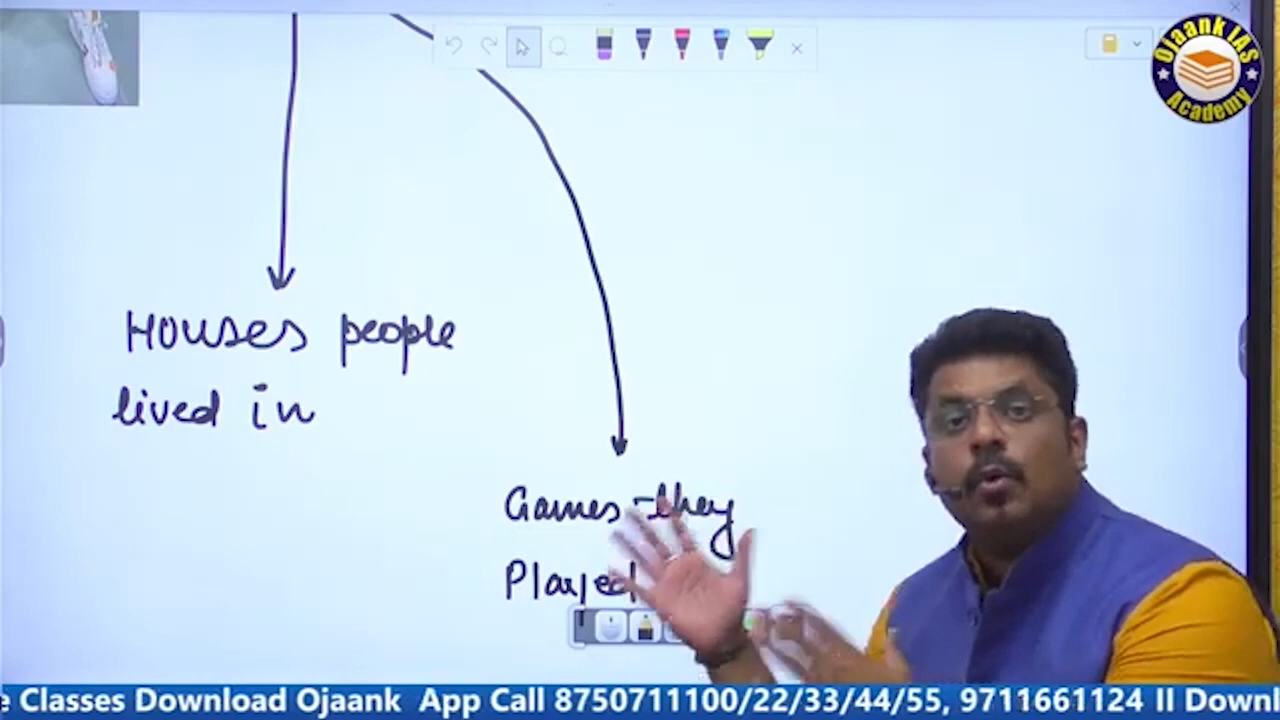 Ojaank IAS
Academy
Houses people
lived in
Games they
Played
e Classes Download Ojaank App Call 8750711100/22/33/44/55, 9711661124 II Downl